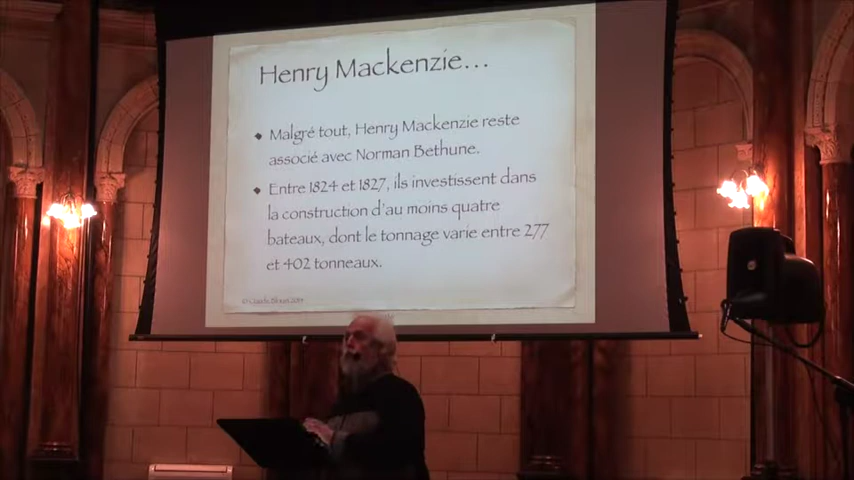 Henry Mackenzie...
Malgré tout, Henry Mackenzie reste
associé avec Norman Bethune.
Entre 1824 et 1827, ils investissent dans
la construction d'au moins quatre
bateaux, dont le tonnage varie entre 277
et 402 tonneaux.